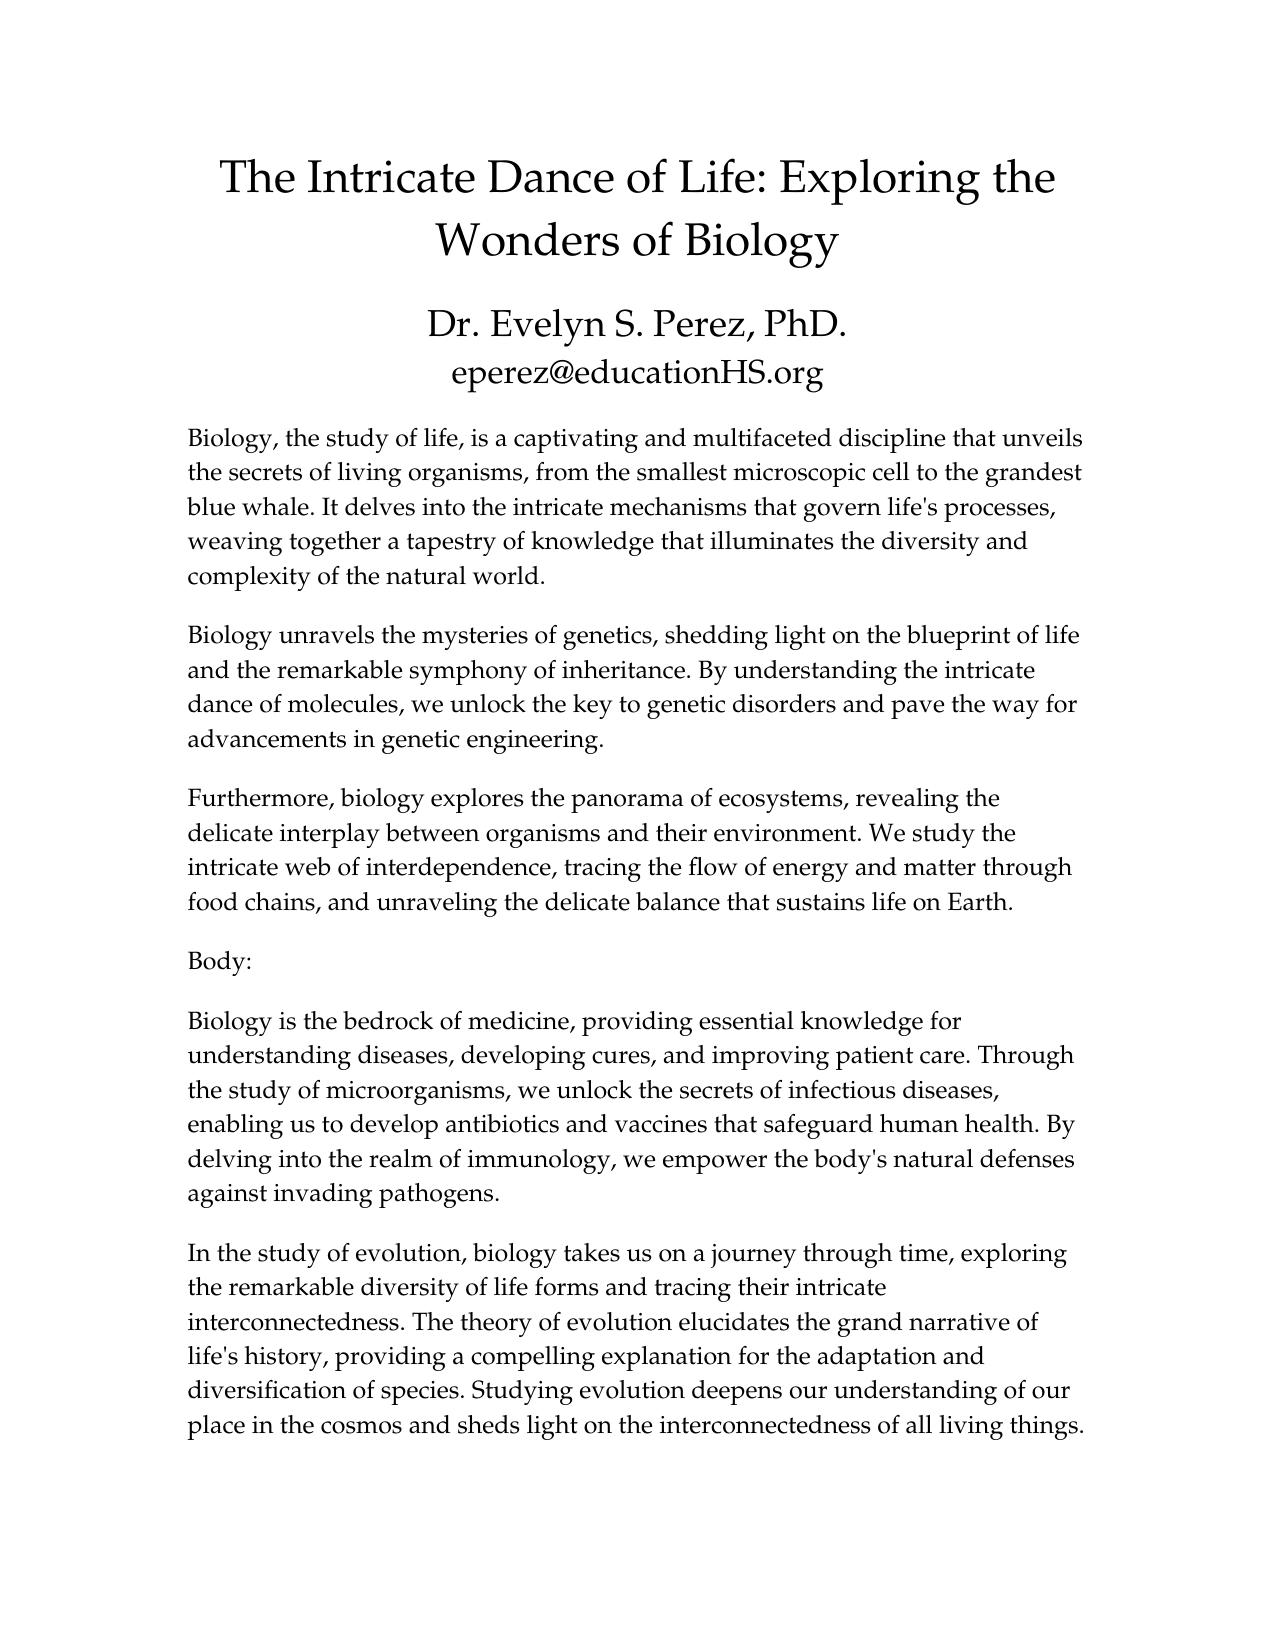 The Intricate Dance of Life: Exploring the
Wonders of Biology
Dr. Evelyn S. Perez, PhD.
eperez@educationHS.org
Biology, the study of life, is a captivating and multifaceted discipline that unveils
the secrets of living organisms, from the smallest microscopic cell to the grandest
blue whale. It delves into the intricate mechanisms that govern life's processes,
weaving together a tapestry of knowledge that illuminates the diversity and
complexity of the natural world.
Biology unravels the mysteries of genetics, shedding light on the blueprint of life
and the remarkable symphony of inheritance. By understanding the intricate
dance of molecules, we unlock the key to genetic disorders and pave the way for
advancements in genetic engineering.
Furthermore, biology explores the panorama of ecosystems, revealing the
delicate interplay between organisms and their environment. We study the
intricate web of interdependence, tracing the flow of energy and matter through
food chains, and unraveling the delicate balance that sustains life on Earth.
Body:
Biology is the bedrock of medicine, providing essential knowledge for
understanding diseases, developing cures, and improving patient care. Through
the study of microorganisms, we unlock the secrets of infectious diseases,
enabling us to develop antibiotics and vaccines that safeguard human health. By
delving into the realm of immunology, we empower the body's natural defenses
against invading pathogens.
In the study of evolution, biology takes us on a journey through time, exploring
the remarkable diversity of life forms and tracing their intricate
interconnectedness. The theory of evolution elucidates the grand narrative of
life's history, providing a compelling explanation for the adaptation and
diversification of species. Studying evolution deepens our understanding of our
place in the cosmos and sheds light on the interconnectedness of all living things.